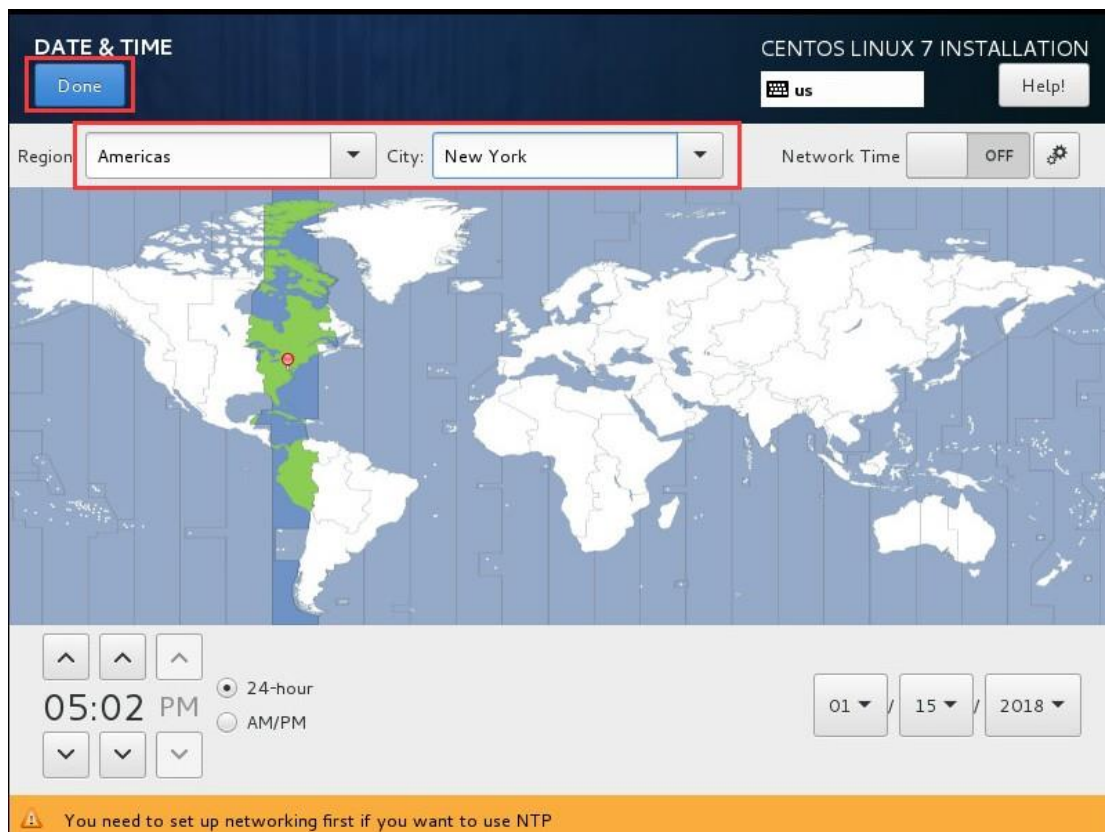 DATE & TIME
CENTOS LINUX 7 INSTALLATION
Done
us
Help!
Region
Americas
City:
New York
Network Time
OFF
05:02 PM
24-hour
AM/PM
01 / 15 / 2018
You need to set up networking first if you want to use NTP